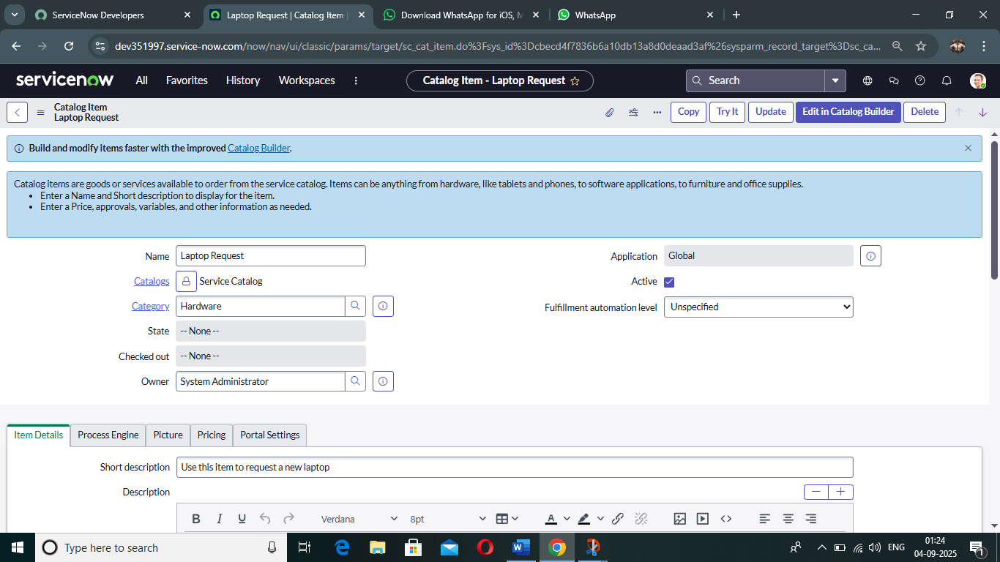 ServiceNow Developers
Laptop Request | Catalog Item |
Download WhatsApp for iOS, M
WhatsApp
dev351997.service-now.com/now/nav/ui/classic/params/target/sc_cat_item.do%3Fsys_id%3Dcbecd4f7836b6a10db13a8d0deaad3af%26sysparm_record_target%3Dsc_ca...
servicenow
All
Favorites
History
Workspaces
Catalog Item - Laptop Request
Search
Catalog Item
Laptop Request
Copy
Try It
Update
Edit in Catalog Builder
Delete
Build and modify items faster with the improved Catalog Builder.
Catalog items are goods or services available to order from the service catalog. Items can be anything from hardware, like tablets and phones, to software applications, to furniture and office supplies.
• Enter a Name and Short description to display for the item.
• Enter a Price, approvals, variables, and other information as needed.
Name
Laptop Request
Application
Global
Catalogs
Service Catalog
Active
Category
Hardware
Fulfillment automation level
Unspecified
State
-- None --
Checked out
-- None --
Owner
System Administrator
Item Details
Process Engine
Picture
Pricing
Portal Settings
Short description
Use this item to request a new laptop
Description
B
I
U
Verdana
8pt
A
Type here to search
ENG
01:24
04-09-2025
1